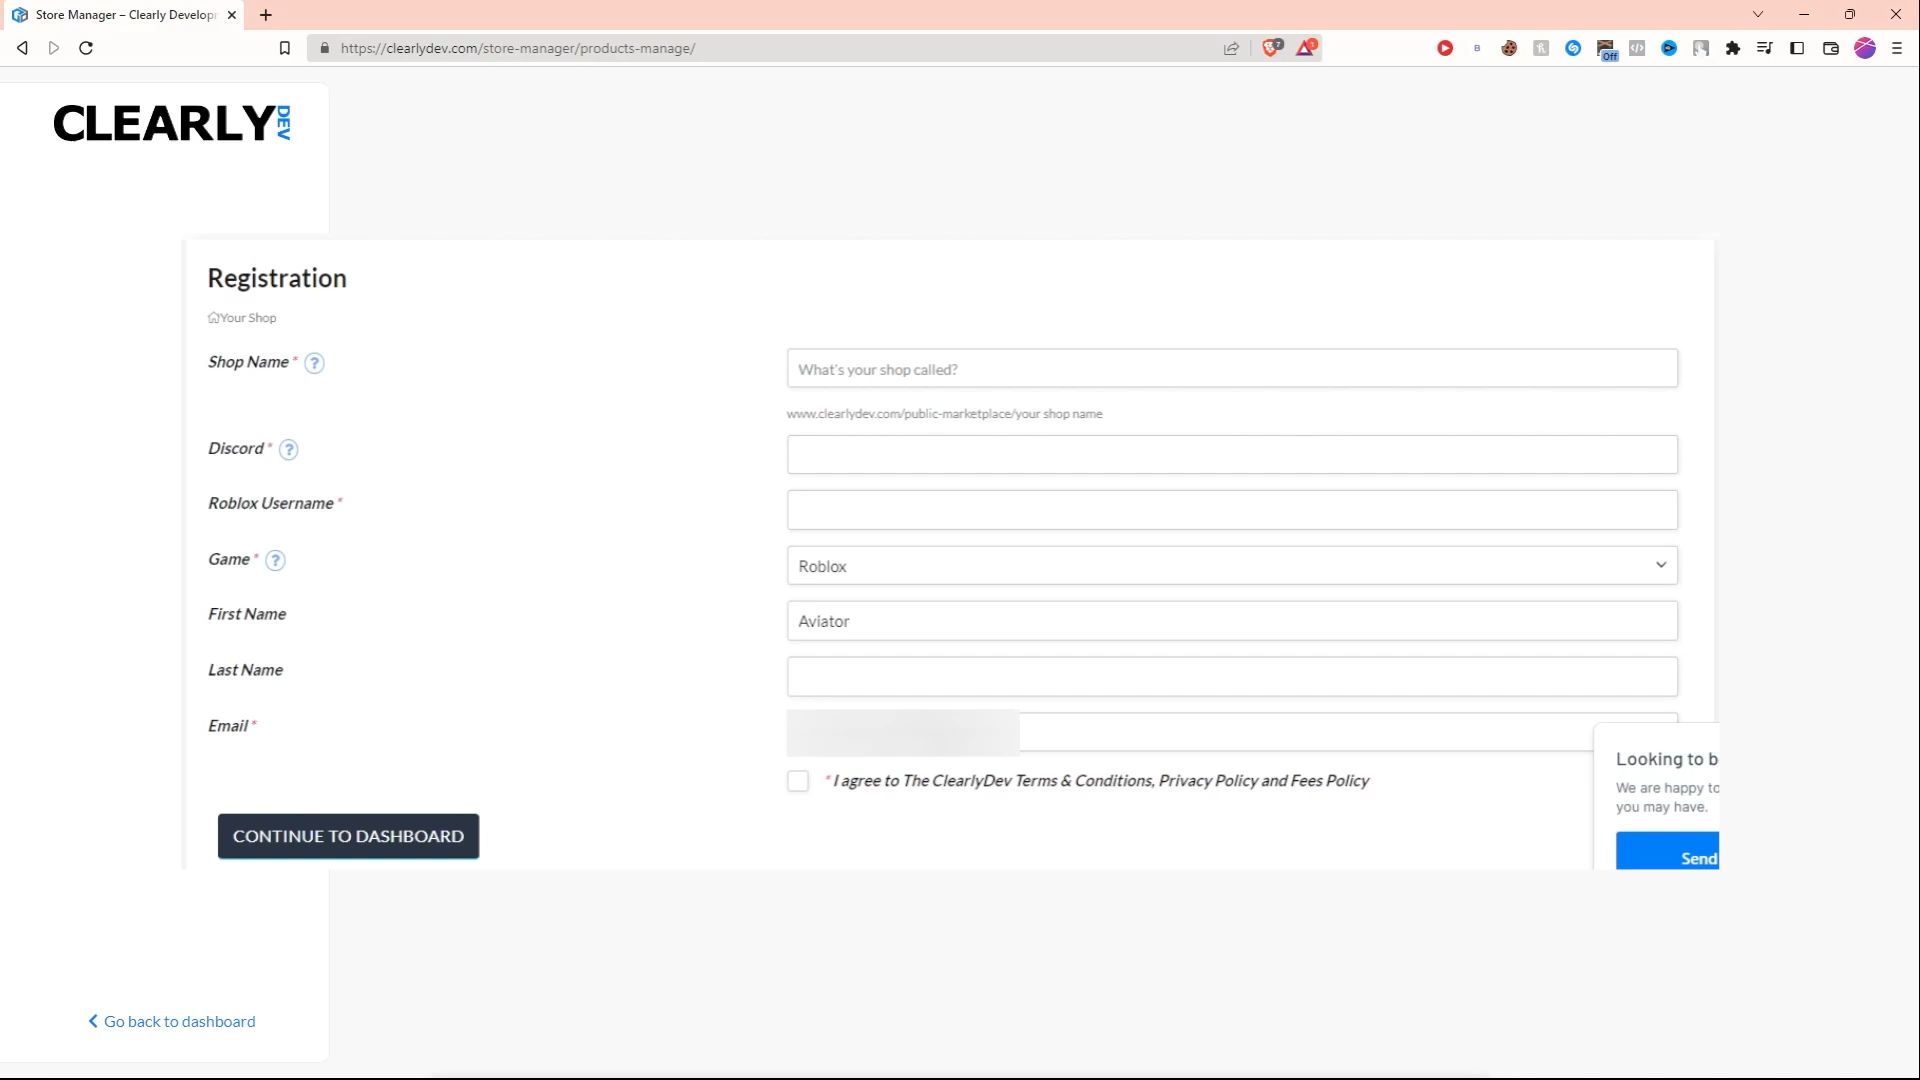 Store Manager – Clearly Develop
https://clearlydev.com/store-manager/products-manage/
7
1
B
Off
CLEARLY DEV
Registration
Your Shop
Shop Name * ?
What's your shop called?
www.clearlydev.com/public-marketplace/your shop name
Discord * ?
Roblox Username *
Game * ?
Roblox
First Name
Aviator
Last Name
Email *
* I agree to The ClearlyDev Terms & Conditions, Privacy Policy and Fees Policy
CONTINUE TO DASHBOARD
Looking to b
We are happy to
you may have.
Send
Go back to dashboard